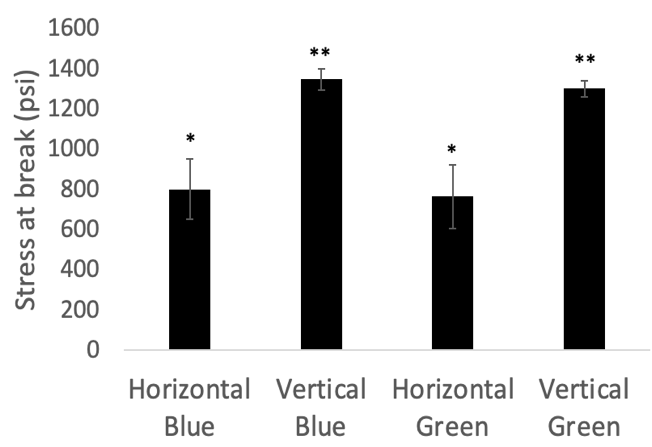 Stress at break (psi)
1600
1400
1200
1000
800
600
400
200
0
*
**
*
**
Horizontal Blue
Vertical Blue
Horizontal Green
Vertical Green